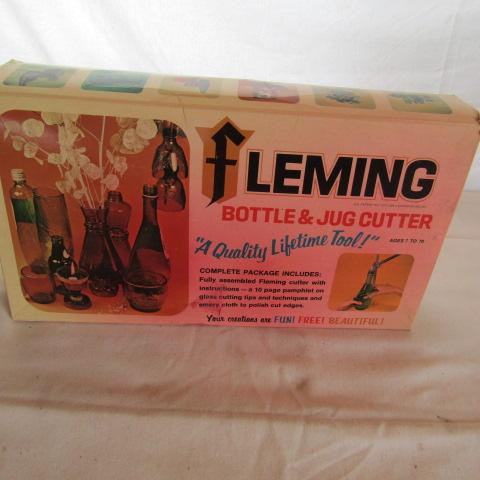 FLEMING
BOTTLE & JUG CUTTER
"A Quality Lifetime Tool!"
AGES 7 TO 70
COMPLETE PACKAGE INCLUDES:
Fully assembled Fleming cutter with
instructions — a 10 page pamphlet on
glass cutting tips and techniques and
emery cloth to polish cut edges.
Your creations are FUN! FREE! BEAUTIFUL!